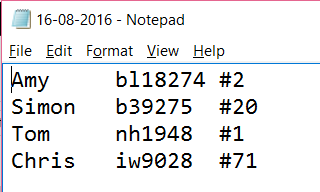 16-08-2016 - Notepad
File Edit Format View Help
Amy bl18274 #2
Simon b39275 #20
Tom nh1948 #1
Chris iw9028 #71